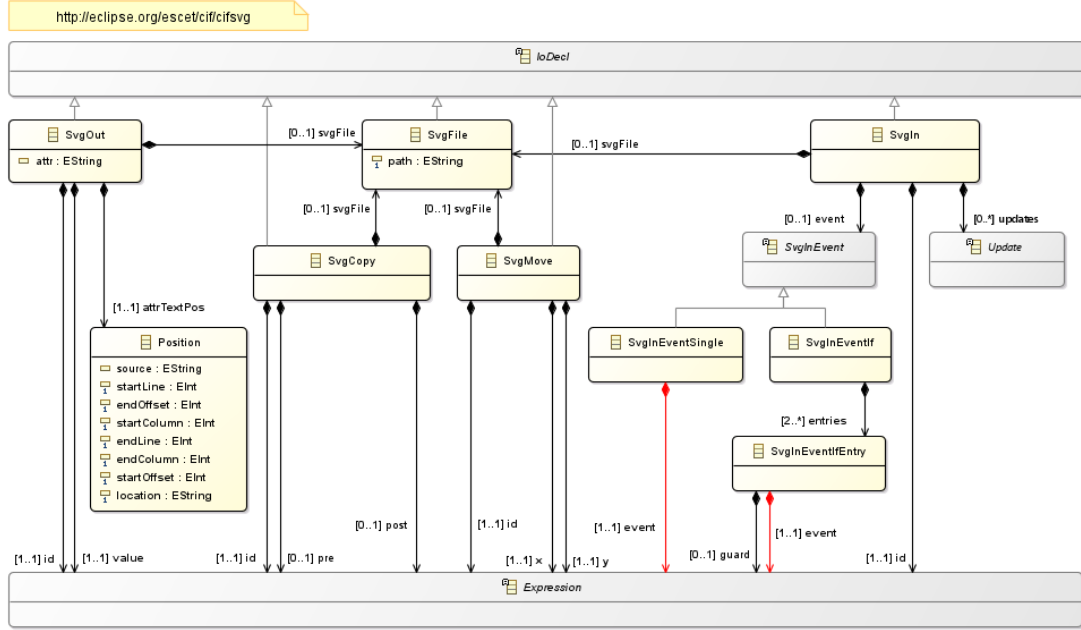 http://eclipse.org/escet/cif/cifsvg
IoDecl
SvgOut
attr : EString
[0..1] svgFile
SvgFile
path : EString
[0..1] svgFile
SvgIn
[0..1] svgFile
[0..1] svgFile
[0..1] event
[0..*] updates
SvgCopy
SvgMove
SvgInEvent
Update
[1..1] attrTextPos
Position
source : EString
startLine : EInt
endOffset : EInt
startColumn : EInt
endLine : EInt
endColumn : EInt
startOffset : EInt
location : EString
SvgInEventSingle
SvgInEventIf
[2..*] entries
SvgInEventIfEntry
[1..1] id
[1..1] value
[1..1] id
[0..1] pre
[0..1] post
[1..1] id
[1..1] x
[1..1] y
[1..1] event
[0..1] guard
[1..1] event
[1..1] id
Expression